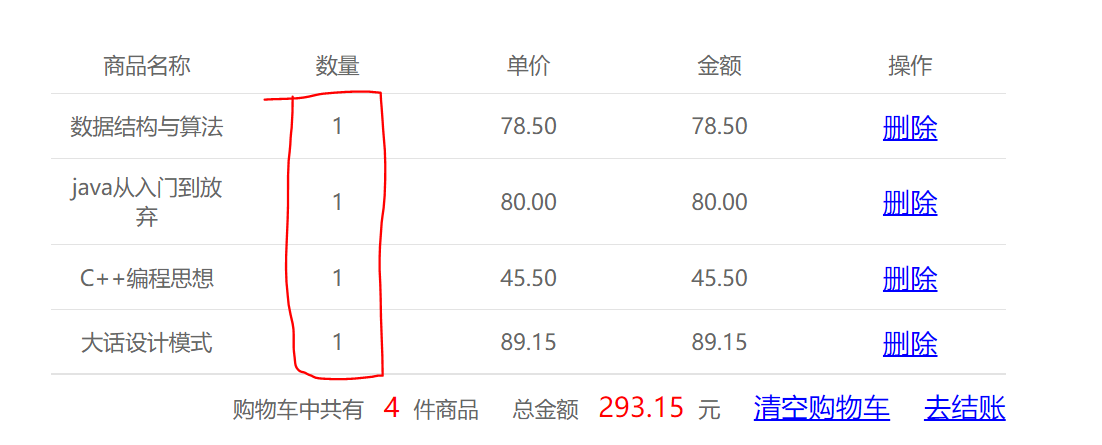 商品名称 数量 单价 金额 操作
数据结构与算法 1 78.50 78.50 删除
java从入门到放
弃 1 80.00 80.00 删除
C++编程思想 1 45.50 45.50 删除
大话设计模式 1 89.15 89.15 删除
购物车中共有 4 件商品 总金额 293.15 元 清空购物车 去结账